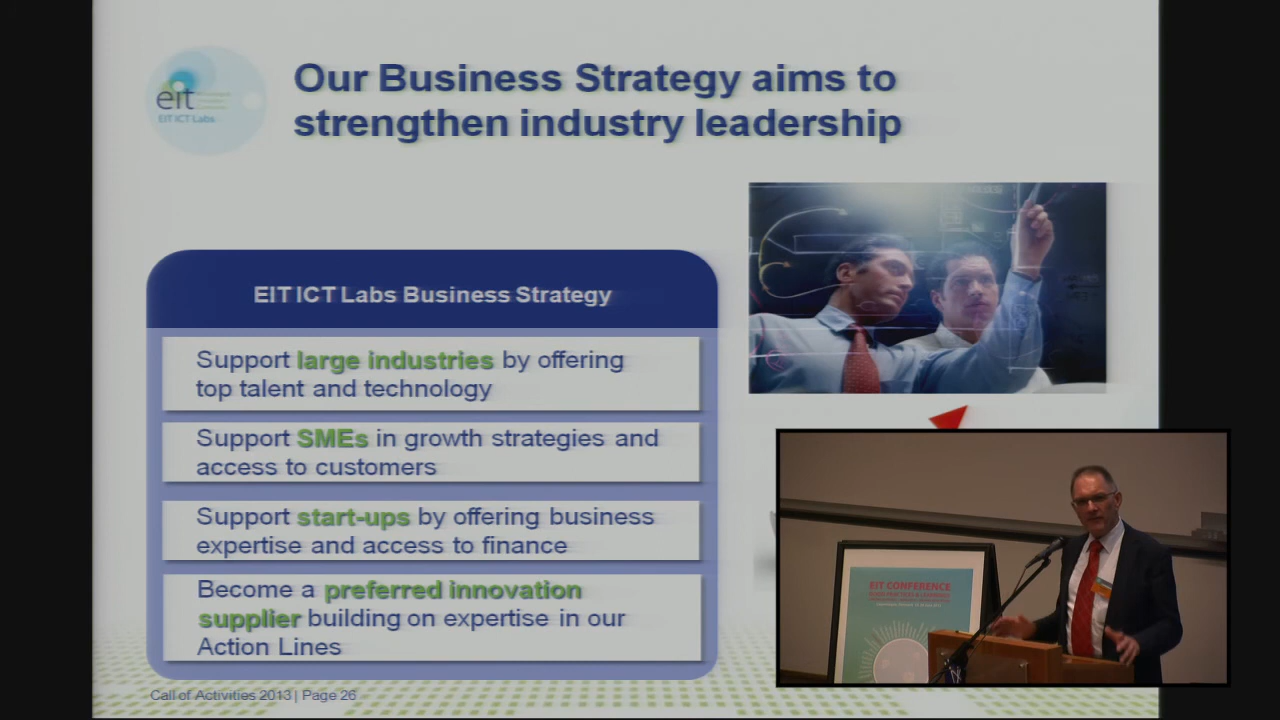 Our Business Strategy aims to
strengthen industry leadership
eit
EIT ICT Labs
EIT ICT Labs Business Strategy
Support large industries by offering
top talent and technology
Support SMEs in growth strategies and
access to customers
Support start-ups by offering business
expertise and access to finance
Become a preferred innovation
supplier building on expertise in our
Action Lines
Call of Activities 2013 | Page 26
EIT CONFERENCE